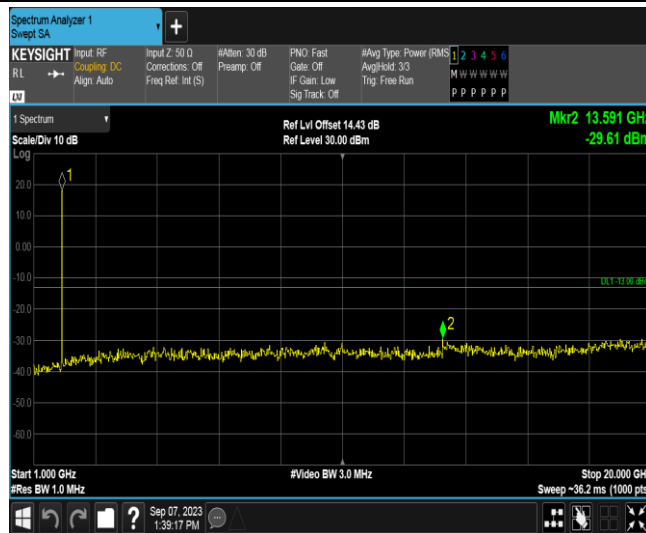 Spectrum Analyzer 1
Swept SA
+
KEYSIGHT
RL
LXI
Input: RF
Coupling: DC
Align: Auto
Input Z: 50 Ω
Corrections: Off
Freq Ref: Int (S)
#Atten: 30 dB
Preamp: Off
PNO: Fast
Gate: Off
IF Gain: Low
Sig Track: Off
#Avg Type: Power (RMS
Avg|Hold: 3/3
Trig: Free Run
1 2 3 4 5 6
M W W W W W
P P P P P P
1 Spectrum
Scale/Div 10 dB
Log
Ref Lvl Offset 14.43 dB
Ref Level 30.00 dBm
Mkr2 13.591 GHz
-29.61 dBm
20.0
10.0
0.00
-10.0
-20.0
-30.0
-40.0
-50.0
-60.0
1
2
DL1 -13.00 dBm
Start 1.000 GHz
#Res BW 1.0 MHz
#Video BW 3.0 MHz
Stop 20.000 GHz
Sweep ~36.2 ms (1000 pts)
?
Sep 07, 2023
1:39:17 PM